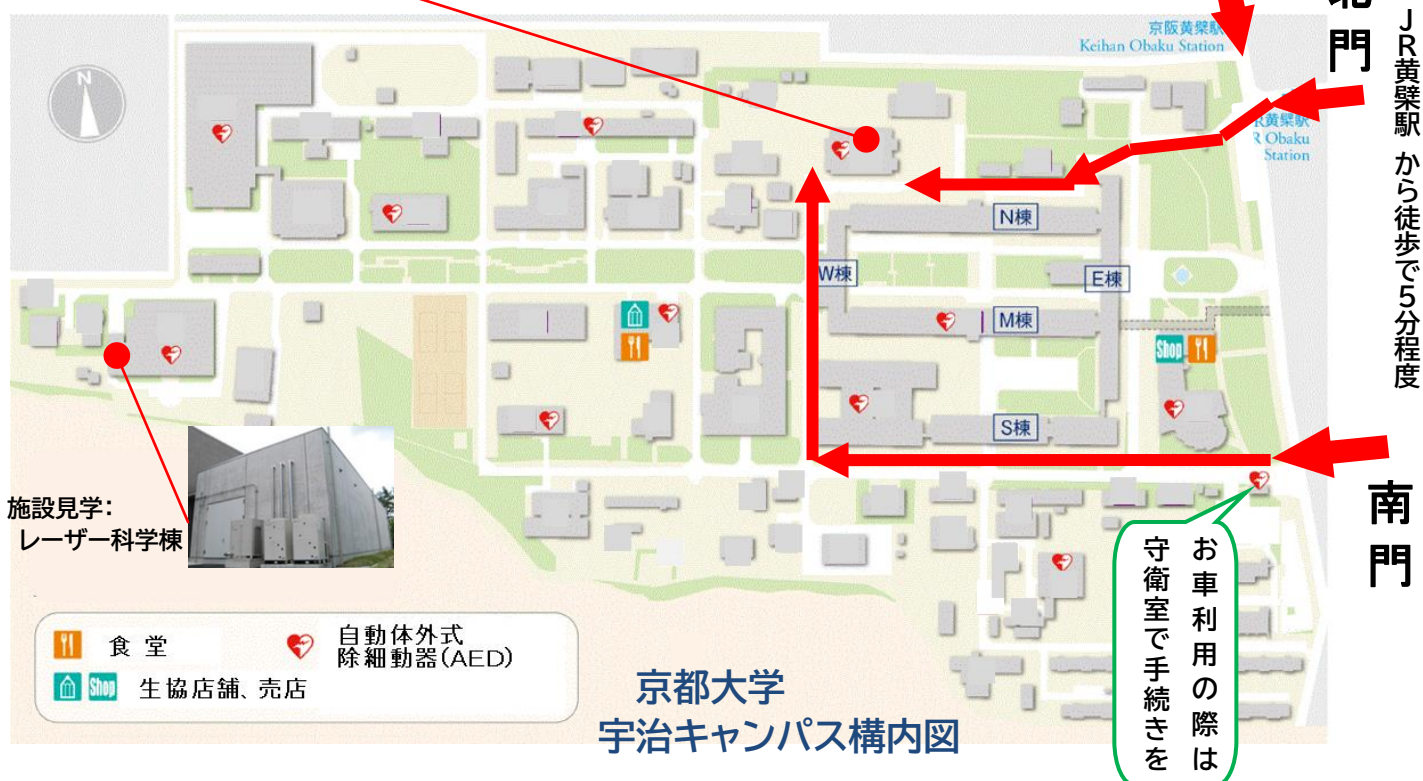 北門
JR黄檗駅 から徒歩で5分程度
京阪黄檗駅
Keihan Obaku Station
N
R黄檗駅
R Obaku
Station
N棟
W棟
E棟
M棟
Shop
S棟
南門
施設見学:
レーザー科学棟
お車利用の際は
守衛室で手続きを
食 堂
自動体外式
除細動器(AED)
Shop 生協店舗、売店
京都大学
宇治キャンパス構内図